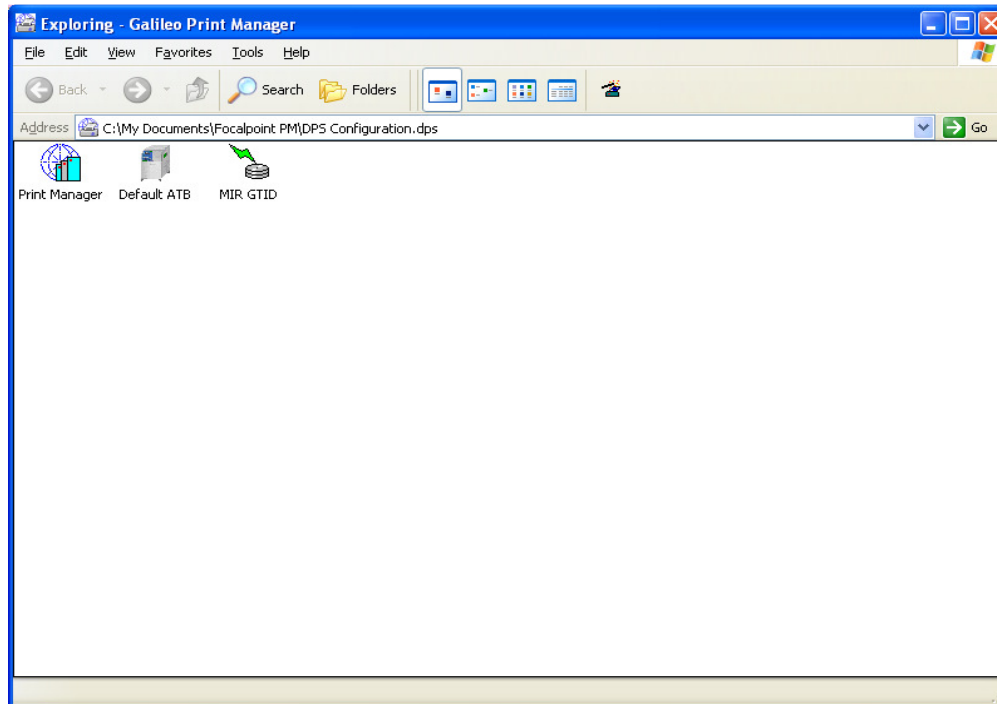 Exploring - Galileo Print Manager
File Edit View Favorites Tools Help
Back Search Folders
Address C:\My Documents\Focalpoint PM\DPS Configuration.dps Go
Print Manager Default ATB MIR GTID